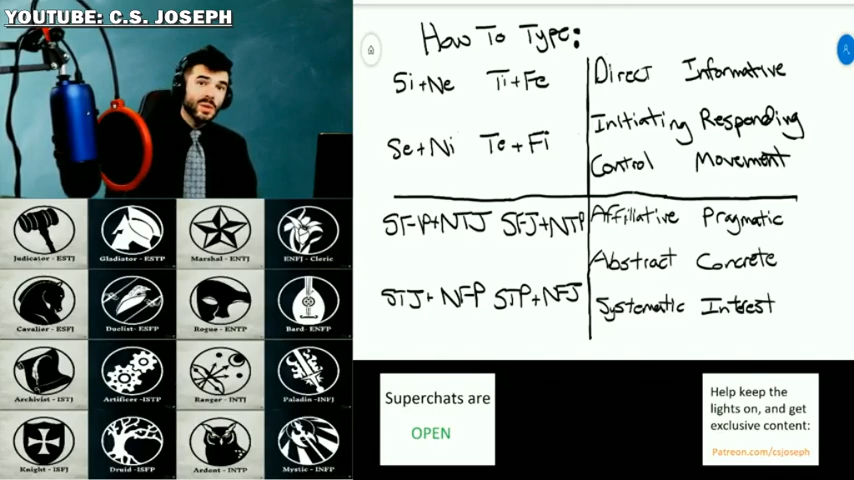 YOUTUBE: C.S. JOSEPH
How To Type:
Si+Ne Ti+Fe
Se+Ni Te+Fi
Direct Informative
Initiating Responding
Control Movement
SFP+NTJ SFJ+NTP
STJ+NFP STP+NFJ
Affiliative Pragmatic
Abstract Concrete
Systematic Interest
Judicator - ESTJ
Gladiator - ESTP
Marshal - ENTJ
ENFJ - Cleric
Cavalier - ESFJ
Duelist - ESFP
Rogue - ENTP
Bard - ENFP
Archivist - ISTJ
Artificer - ISTP
Ranger - INTJ
Paladin - INFJ
Knight - ISFJ
Druid - ISFP
Ardent - INTP
Mystic - INFP
Superchats are
OPEN
Help keep the
lights on, and get
exclusive content:
Patreon.com/csjoseph